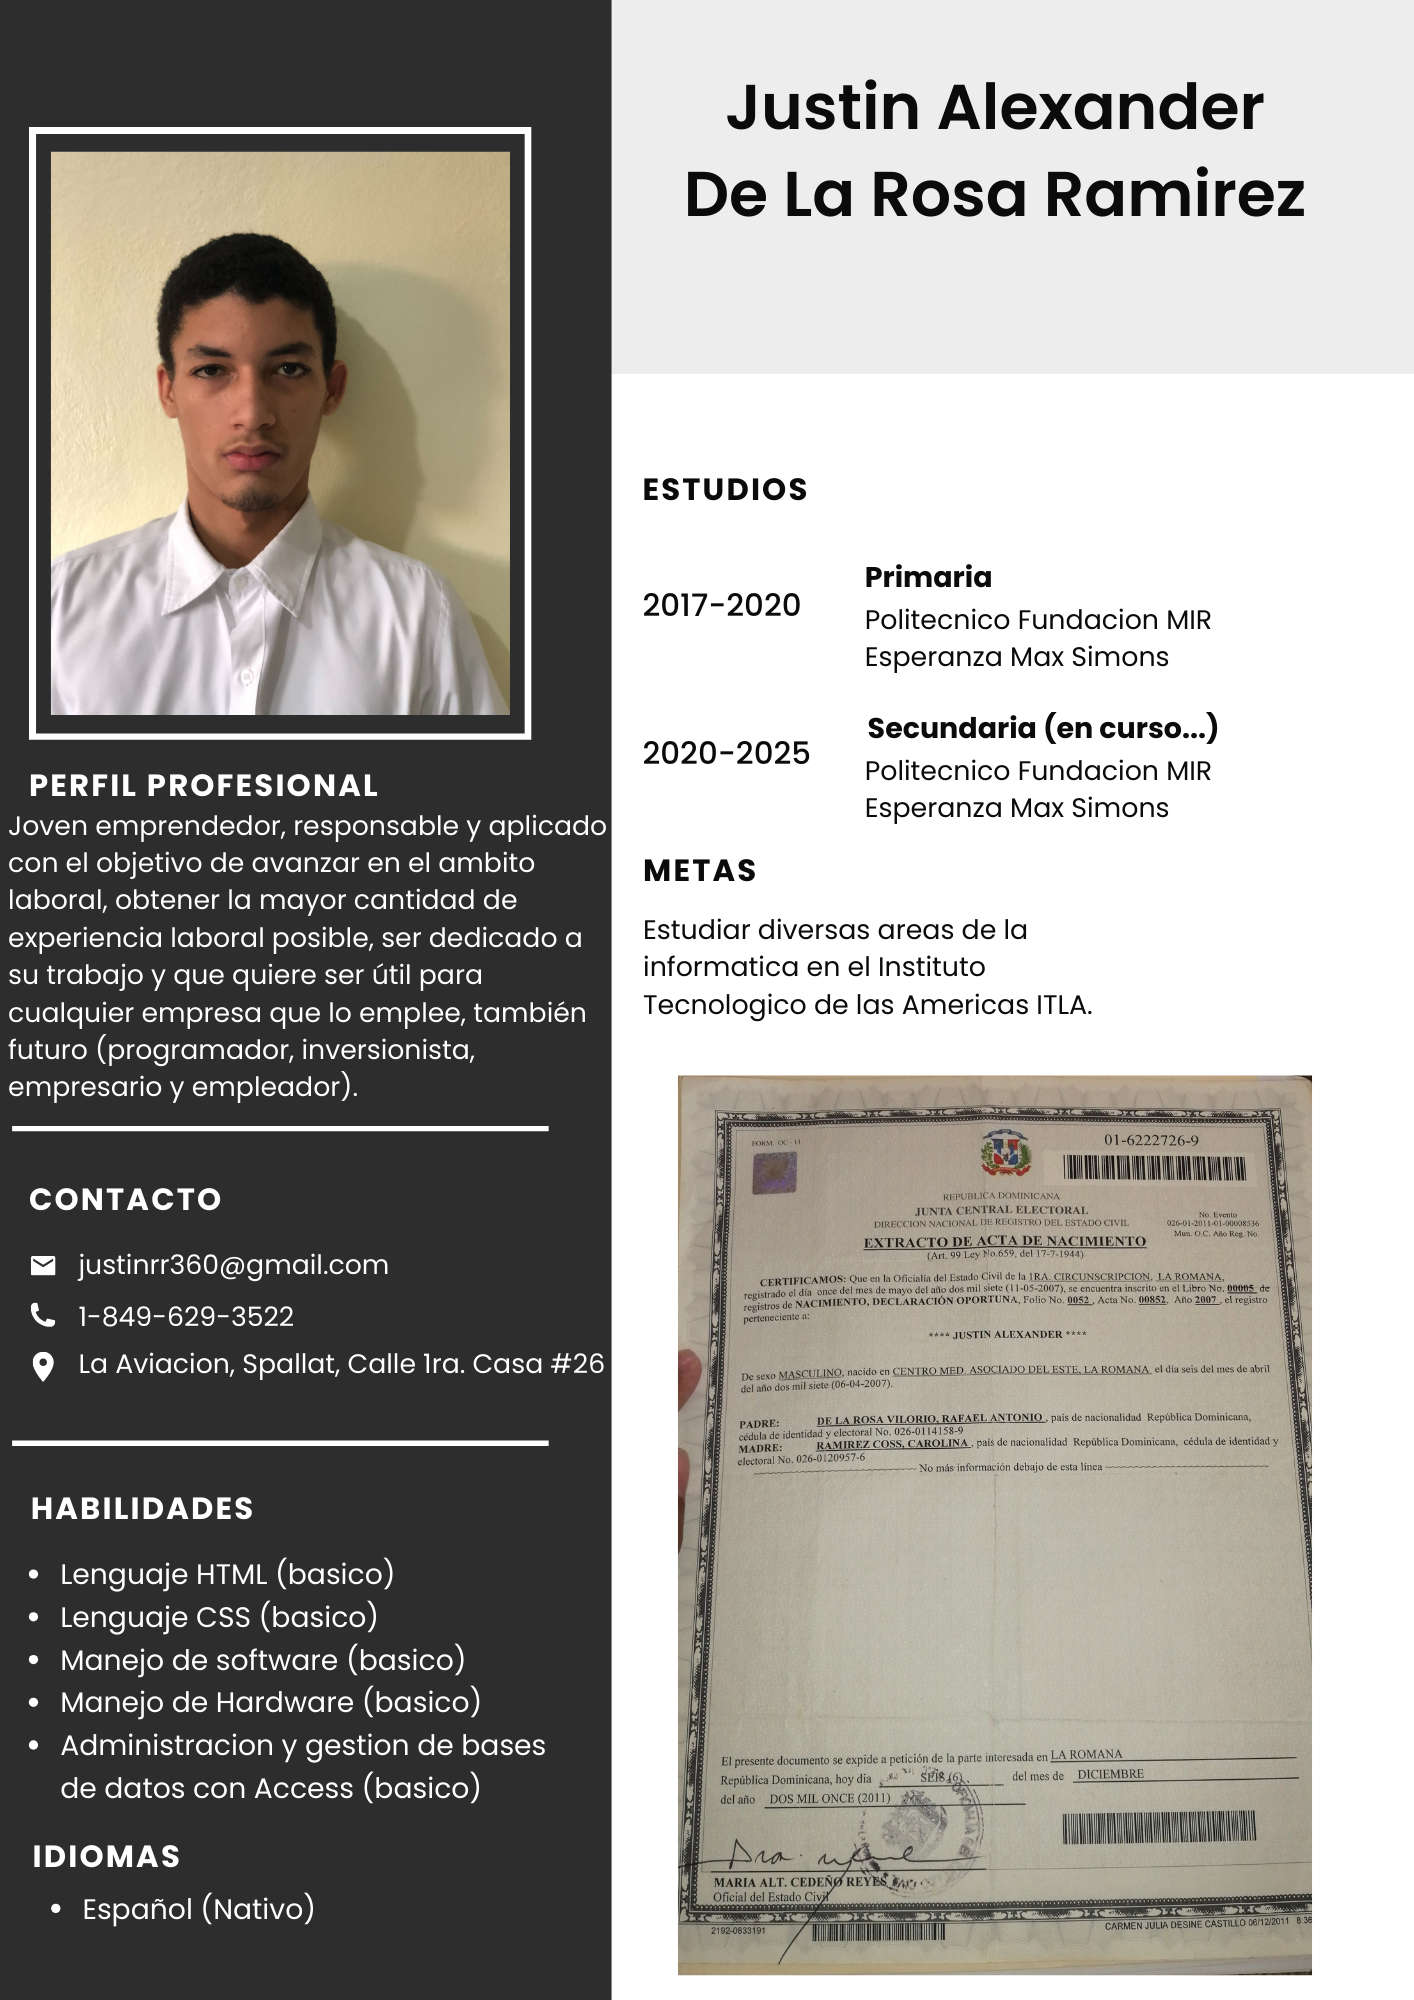 Justin Alexander
De La Rosa Ramirez
PERFIL PROFESIONAL
Joven emprendedor, responsable y aplicado
con el objetivo de avanzar en el ambito
laboral, obtener la mayor cantidad de
experiencia laboral posible, ser dedicado a
su trabajo y que quiere ser útil para
cualquier empresa que lo emplee, también
futuro (programador, inversionista,
empresario y empleador).
CONTACTO
justinrr360@gmail.com
1-849-629-3522
La Aviacion, Spallat, Calle 1ra. Casa #26
HABILIDADES
• Lenguaje HTML (basico)
• Lenguaje CSS (basico)
• Manejo de software (basico)
• Manejo de Hardware (basico)
• Administracion y gestion de bases
de datos con Access (basico)
IDIOMAS
• Español (Nativo)
ESTUDIOS
2017-2020
Primaria
Politecnico Fundacion MIR
Esperanza Max Simons
2020-2025
Secundaria (en curso...)
Politecnico Fundacion MIR
Esperanza Max Simons
METAS
Estudiar diversas areas de la
informatica en el Instituto
Tecnologico de las Americas ITLA.
FORM. OC - 11
01-6222726-9
REPUBLICA DOMINICANA
JUNTA CENTRAL ELECTORAL
DIRECCION NACIONAL DE REGISTRO DEL ESTADO CIVIL
No. Evento
026-01-2011-01-00008536
Mun. O.C. Año Reg. No.
EXTRACTO DE ACTA DE NACIMIENTO
(Art. 99 Ley No.659, del 17-7-1944)
CERTIFICAMOS: Que en la Oficialía del Estado Civil de la 1RA. CIRCUNSCRIPCION, LA ROMANA,
registrado el día once del mes de mayo del año dos mil siete (11-05-2007), se encuentra inscrito en el Libro No. 00005 de
registros de NACIMIENTO, DECLARACIÓN OPORTUNA, Folio No. 0052 , Acta No. 00852, Año 2007 , el registro
perteneciente a:
**** JUSTIN ALEXANDER ****
De sexo MASCULINO, nacido en CENTRO MED. ASOCIADO DEL ESTE, LA ROMANA el día seis del mes de abril
del año dos mil siete (06-04-2007).
PADRE: DE LA ROSA VILORIO, RAFAEL ANTONIO , país de nacionalidad República Dominicana,
cédula de identidad y electoral No. 026-0114158-9
MADRE: RAMIREZ COSS, CAROLINA , país de nacionalidad República Dominicana, cédula de identidad y
electoral No. 026-0120957-6
No más información debajo de esta línea
El presente documento se expide a petición de la parte interesada en LA ROMANA
República Dominicana, hoy día SEIS (6) del mes de DICIEMBRE
del año DOS MIL ONCE (2011)
MARIA ALT. CEDEÑO REYES
Oficial del Estado Civil
2192-0833191
CARMEN JULIA DESINE CASTILLO 06/12/2011 8:36